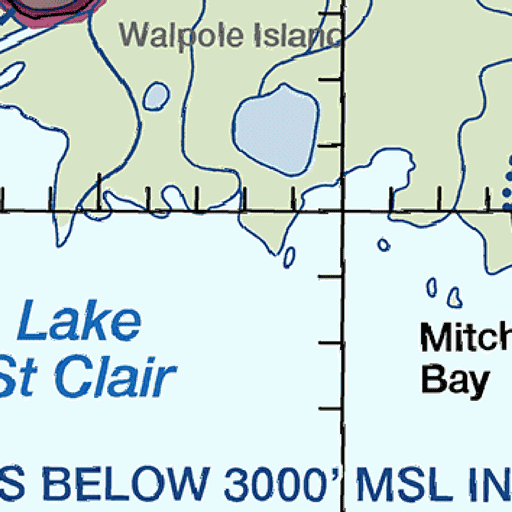 Walpole Island
Lake
St Clair
Mitch
Bay
S BELOW 3000' MSL IN